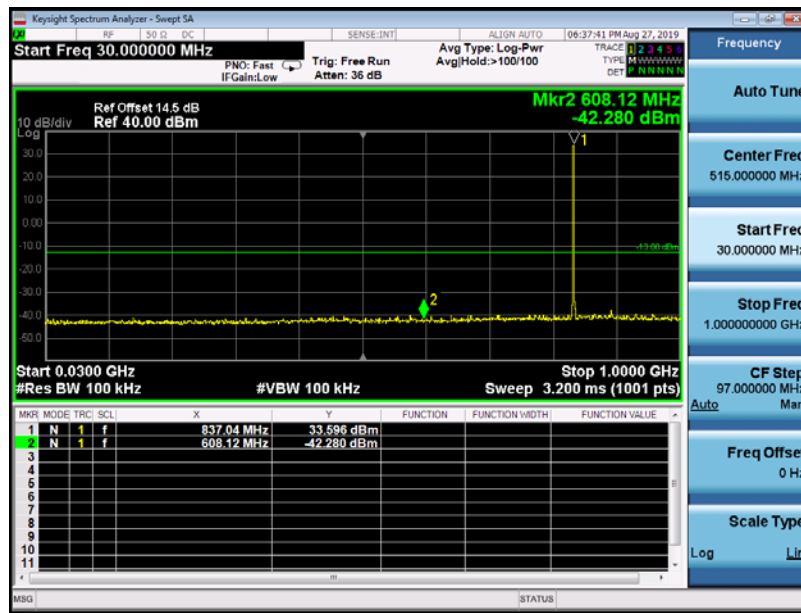 Keysight Spectrum Analyzer - Swept SA
RF 50 Ω DC SENSE:INT ALIGN AUTO 06:37:41 PM Aug 27, 2019
Start Freq 30.000000 MHz
PNO: Fast
IFGain:Low
Trig: Free Run
Atten: 36 dB
Avg Type: Log-Pwr
Avg|Hold:>100/100
TRACE 1 2 3 4 5 6
TYPE M W W W W W
DET P N N N N N
Ref Offset 14.5 dB
Ref 40.00 dBm
10 dB/div
Log
Mkr2 608.12 MHz
-42.280 dBm
1
30.0
20.0
10.0
0.00
-10.0
-13.00 dBm
-20.0
-30.0
2
-40.0
-50.0
Start 0.0300 GHz Stop 1.0000 GHz
#Res BW 100 kHz #VBW 100 kHz Sweep 3.200 ms (1001 pts)
MKR MODE TRC SCL X Y FUNCTION FUNCTION WIDTH FUNCTION VALUE
1 N 1 f 837.04 MHz 33.596 dBm
2 N 1 f 608.12 MHz -42.280 dBm
3
4
5
6
7
8
9
10
11
MSG STATUS
Frequency
Auto Tune
Center Freq
515.000000 MHz
Start Freq
30.000000 MHz
Stop Freq
1.000000000 GHz
CF Step
97.000000 MHz
Auto Man
Freq Offset
0 Hz
Scale Type
Log Lin